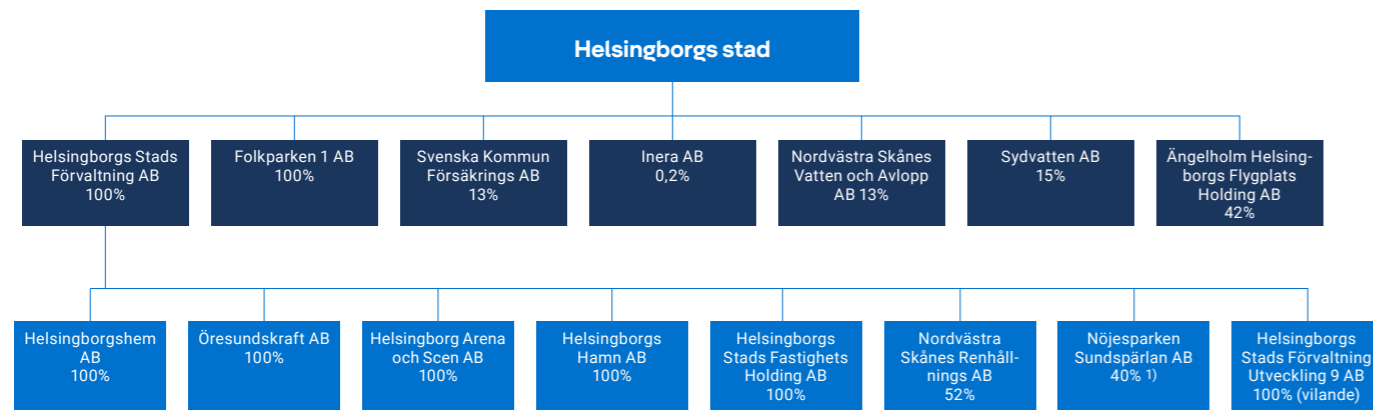 Helsingborgs stad
Helsingborgs Stads
Förvaltning AB
100%
Folkparken 1 AB
100%
Svenska Kommun
Försäkrings AB
13%
Inera AB
0,2%
Nordvästra Skånes
Vatten och Avlopp
AB 13%
Sydvatten AB
15%
Ängelholm Helsing-
borgs Flygplats
Holding AB
42%
Helsingborgshem
AB
100%
Öresundskraft AB
100%
Helsingborg Arena
och Scen AB
100%
Helsingborgs
Hamn AB
100%
Helsingborgs
Stads Fastighets
Holding AB
100%
Nordvästra
Skånes Renhåll-
nings AB
52%
Nöjesparken
Sundspärlan AB
40% 1)
Helsingborgs
Stads Förvaltning
Utveckling 9 AB
100% (vilande)